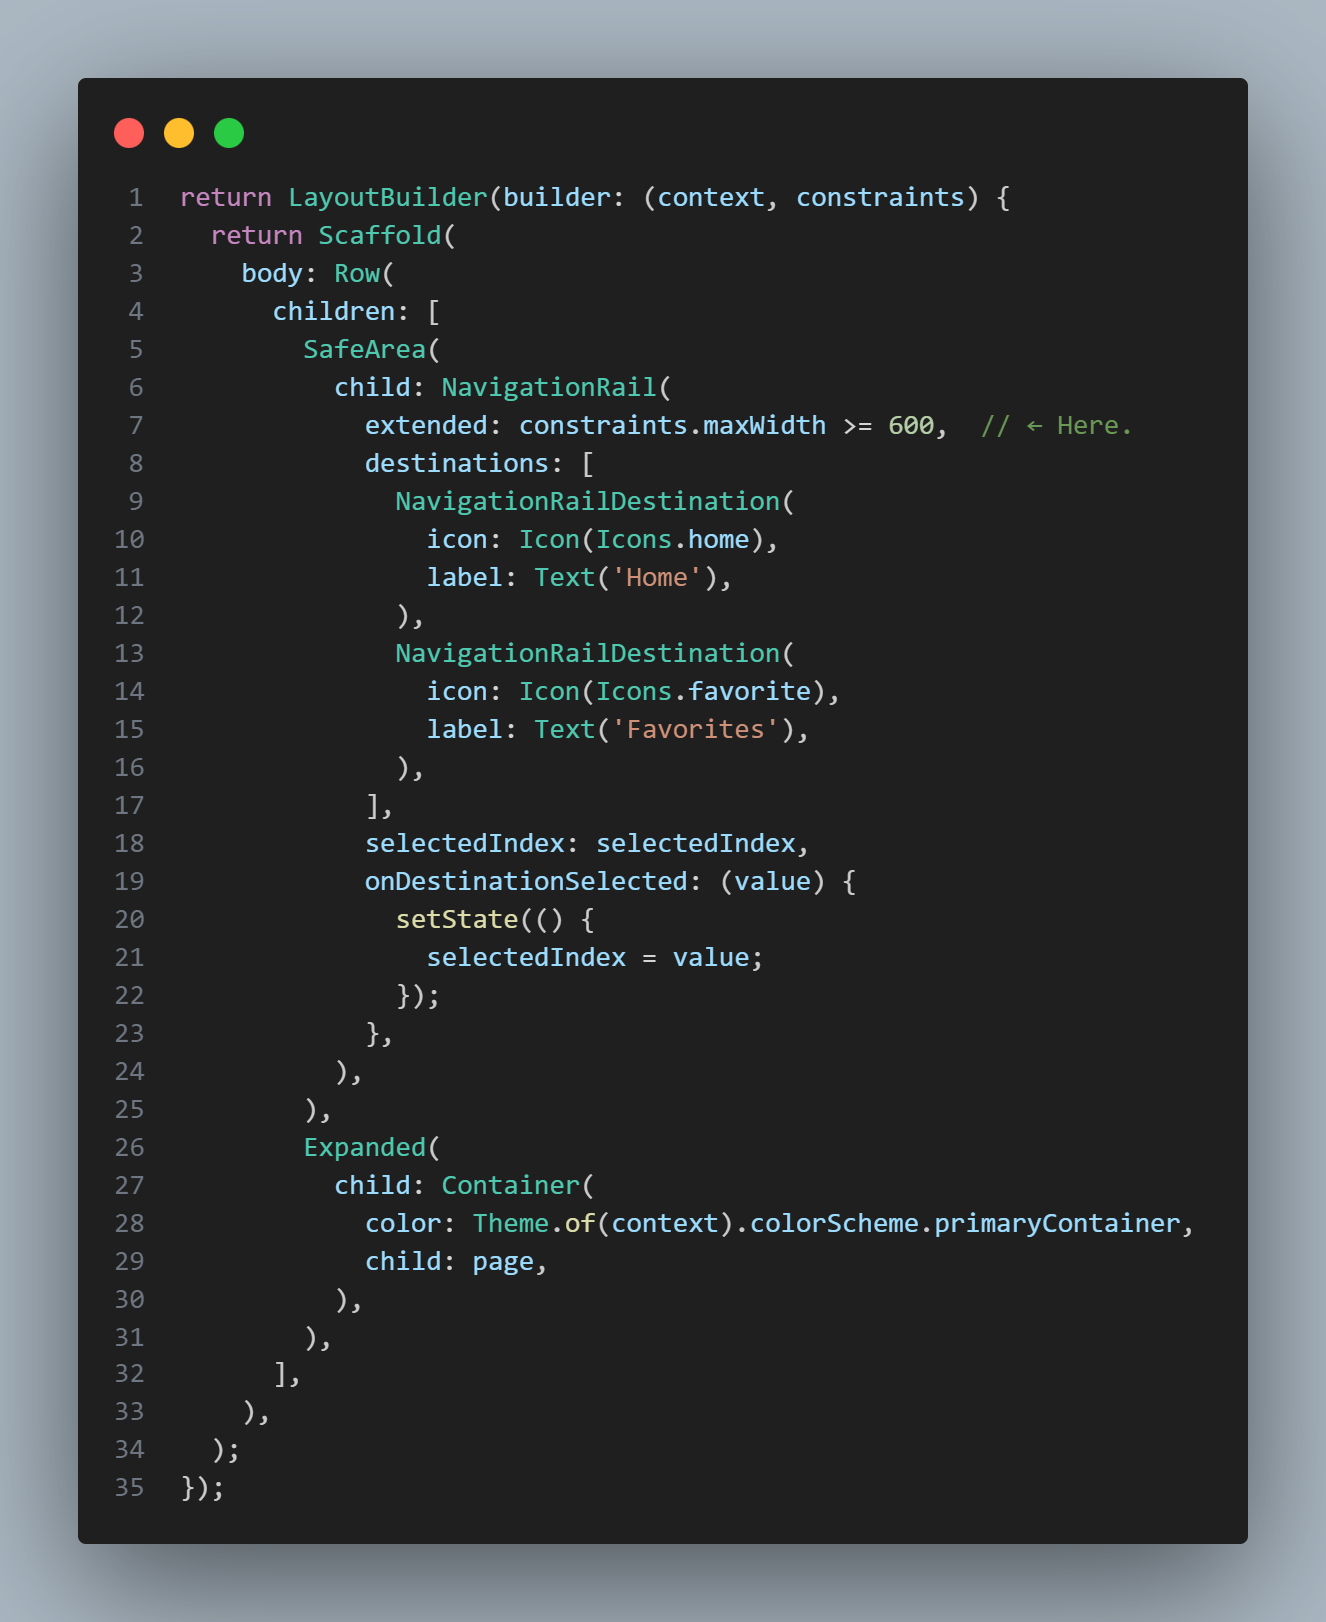 1 return LayoutBuilder(builder: (context, constraints) {
2   return Scaffold(
3     body: Row(
4       children: [
5         SafeArea(
6           child: NavigationRail(
7             extended: constraints.maxWidth >= 600,  // ← Here.
8             destinations: [
9               NavigationRailDestination(
10                 icon: Icon(Icons.home),
11                 label: Text('Home'),
12               ),
13               NavigationRailDestination(
14                 icon: Icon(Icons.favorite),
15                 label: Text('Favorites'),
16               ),
17             ],
18             selectedIndex: selectedIndex,
19             onDestinationSelected: (value) {
20               setState(() {
21                 selectedIndex = value;
22               });
23             },
24           ),
25         ),
26         Expanded(
27           child: Container(
28             color: Theme.of(context).colorScheme.primaryContainer,
29             child: page,
30           ),
31         ),
32       ],
33     ),
34   );
35 });